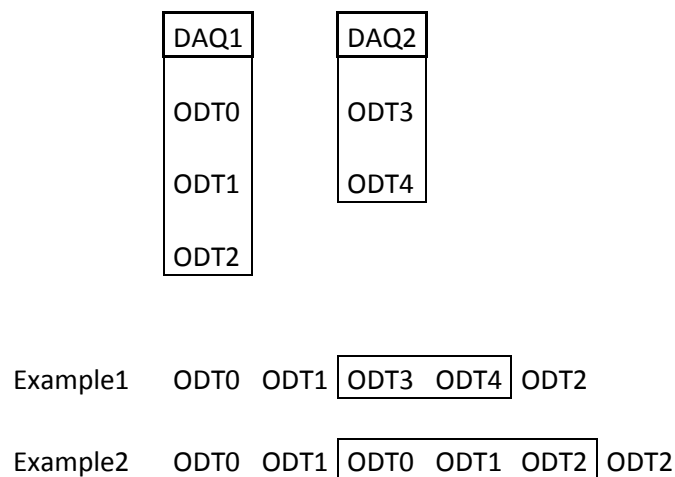 DAQ1 DAQ2
ODT0 ODT3
ODT1 ODT4
ODT2
Example1 ODT0 ODT1 ODT3 ODT4 ODT2
Example2 ODT0 ODT1 ODT0 ODT1 ODT2 ODT2